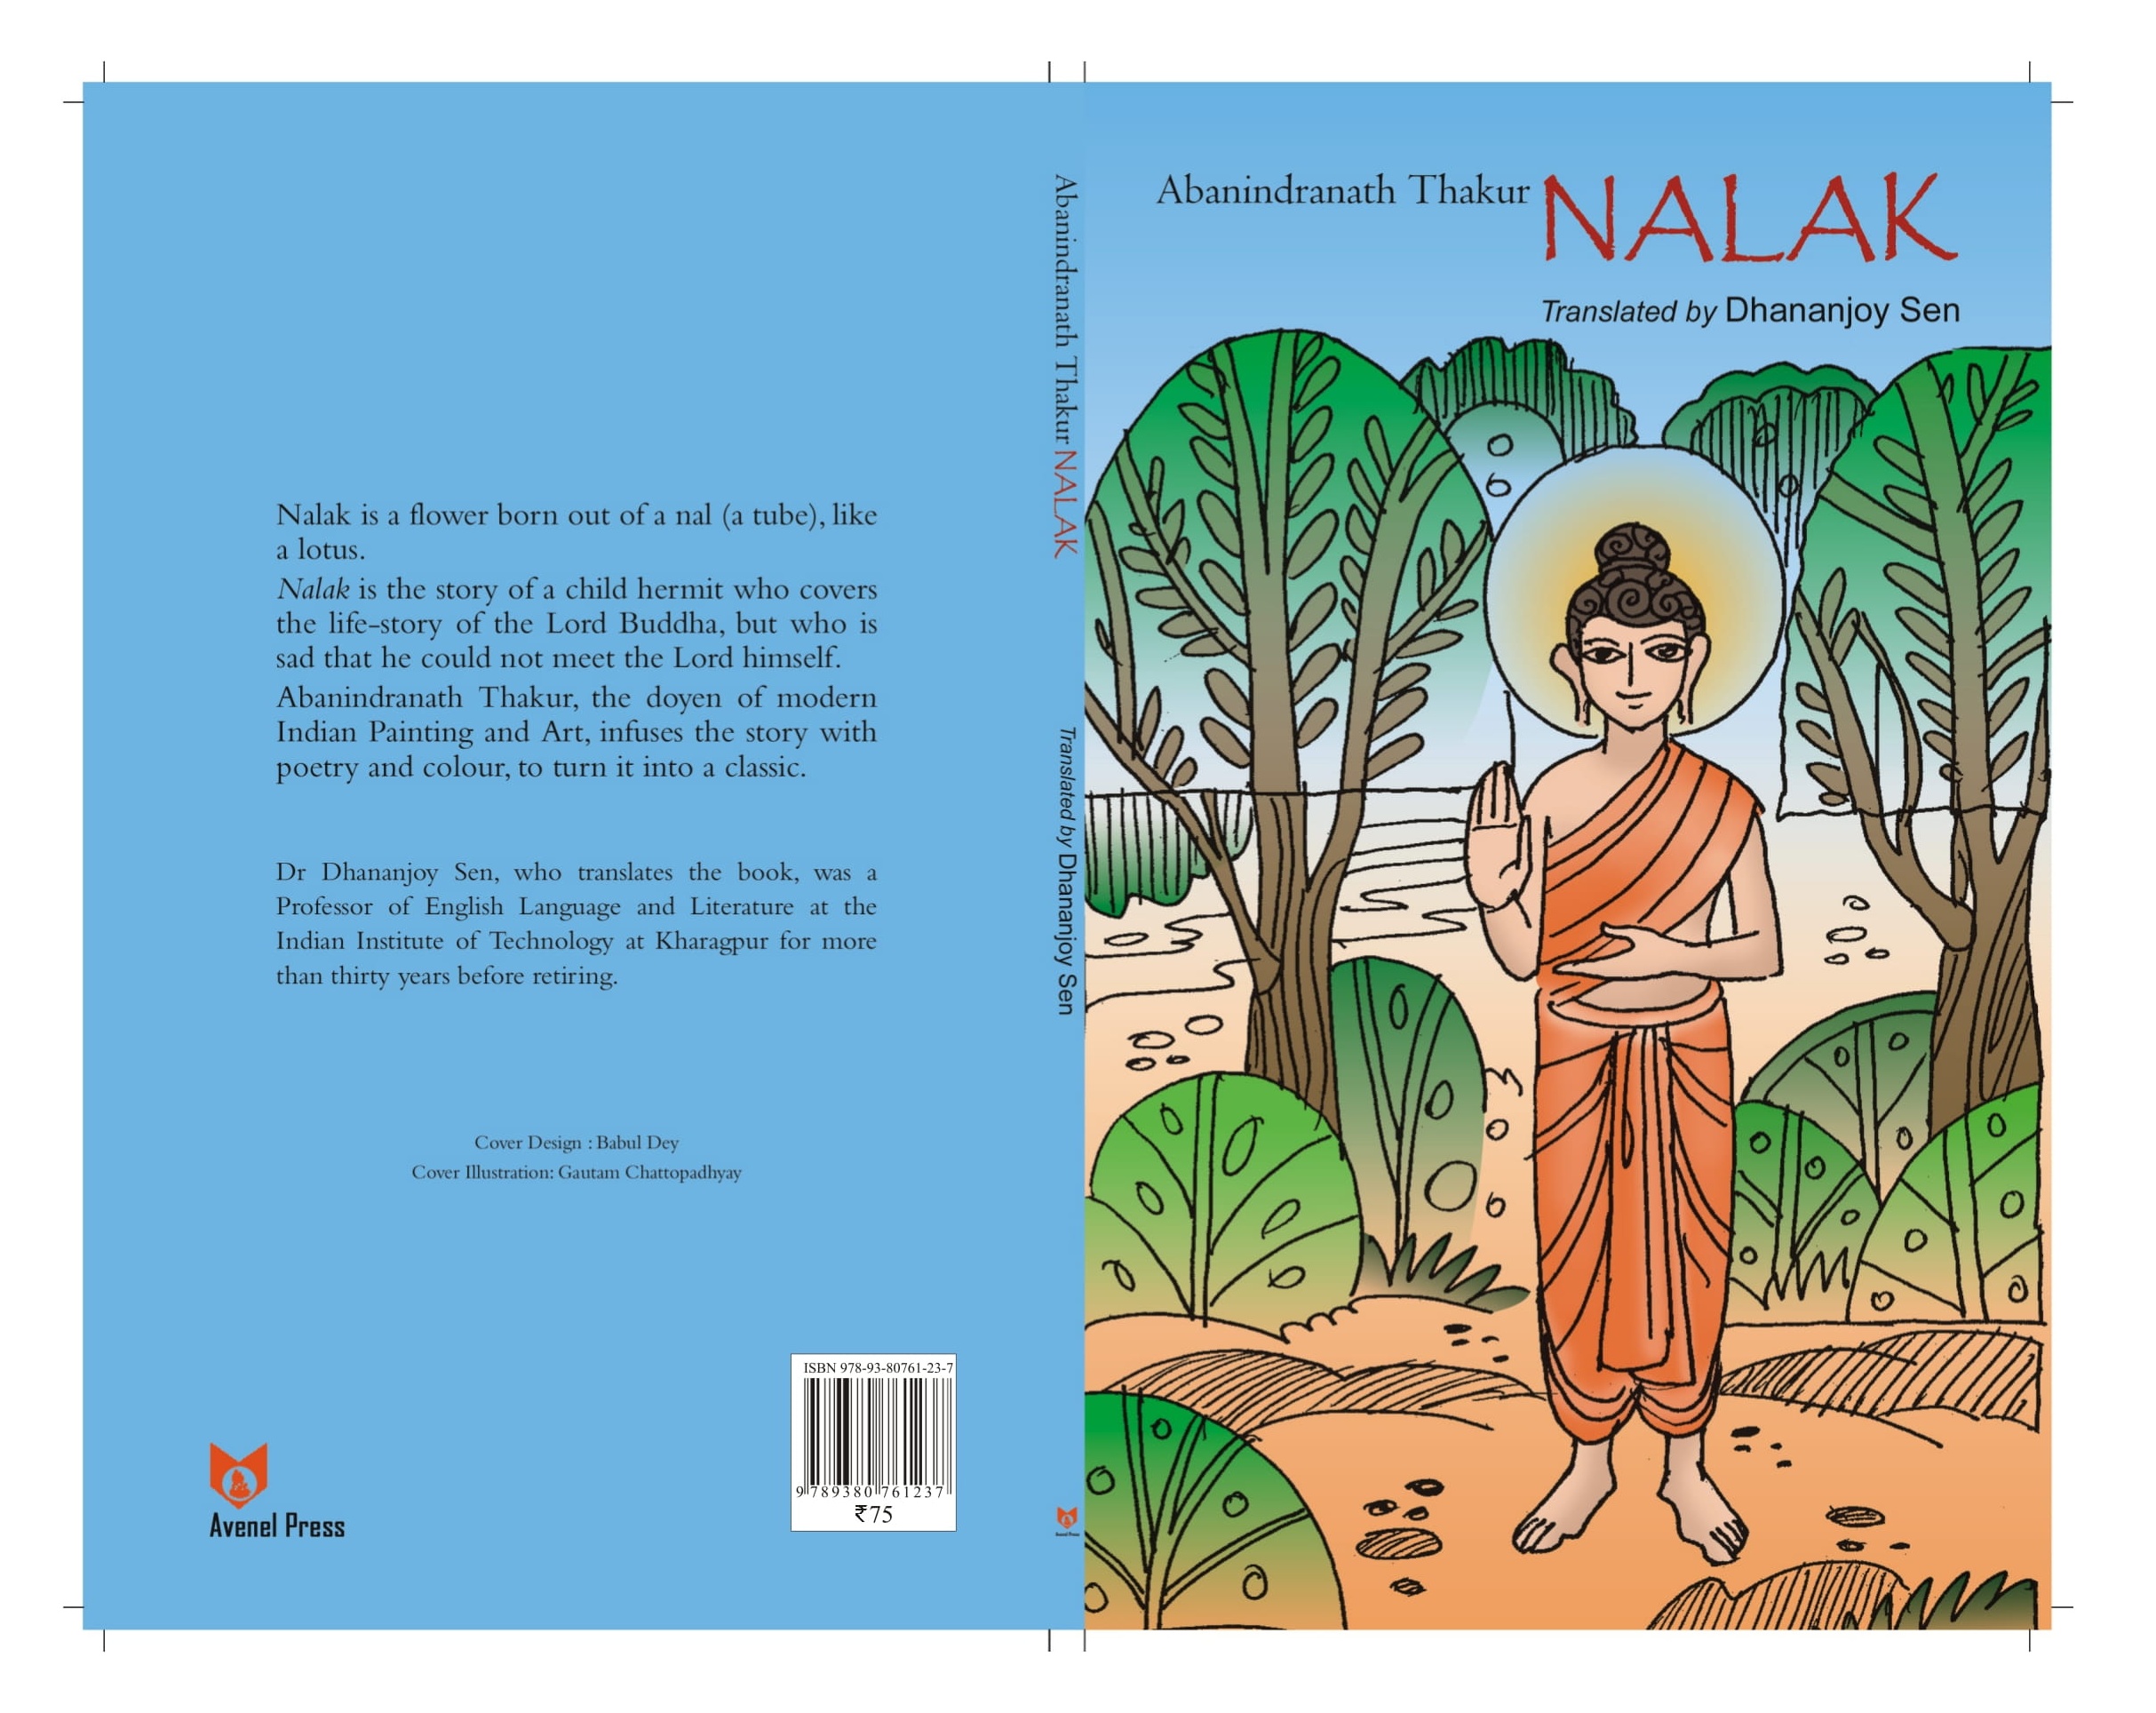 Nalak is a flower born out of a nal (a tube), like
a lotus.
Nalak is the story of a child hermit who covers
the life-story of the Lord Buddha, but who is
sad that he could not meet the Lord himself.
Abanindranath Thakur, the doyen of modern
Indian Painting and Art, infuses the story with
poetry and colour, to turn it into a classic.
Dr Dhananjoy Sen, who translates the book, was a
Professor of English Language and Literature at the
Indian Institute of Technology at Kharagpur for more
than thirty years before retiring.
Cover Design : Babul Dey
Cover Illustration: Gautam Chattopadhyay
Avenel Press
ISBN 978-93-80761-23-7
9 789380 761237
₹75
Abanindranath Thakur NALAK
Translated by Dhananjoy Sen
Avenel Press
Abanindranath Thakur NALAK
Translated by Dhananjoy Sen